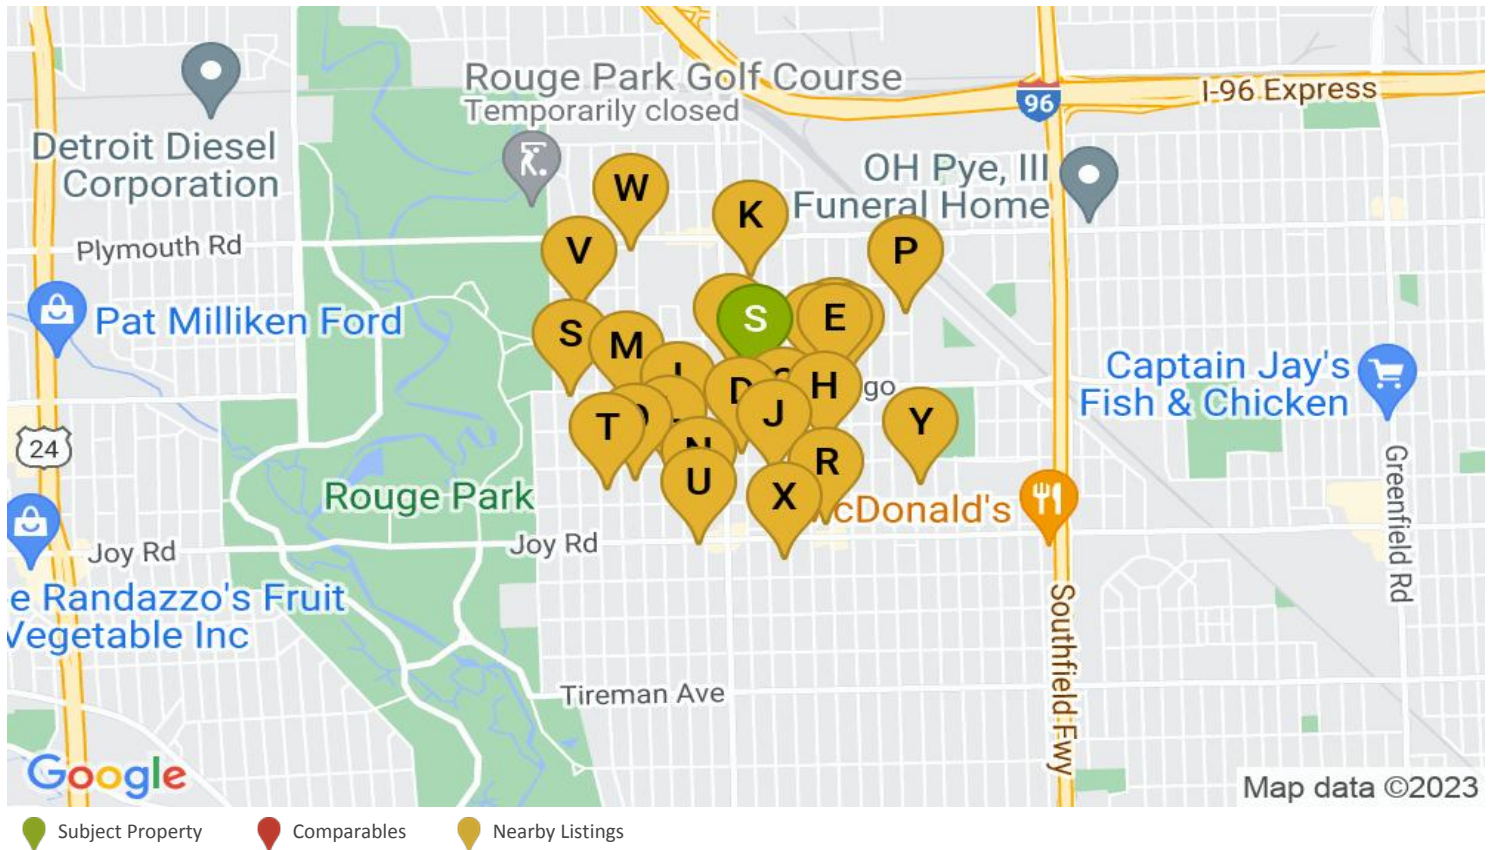 Rouge Park Golf Course
Temporarily closed
I-96 Express
96
Detroit Diesel
Corporation
OH Pye, III
Funeral Home
W
K
Plymouth Rd
V
P
Pat Milliken Ford
S
M
S
E
Captain Jay's
Fish & Chicken
D
H
go
J
T
Y
24
N
R
U
X
Rouge Park
cDonald's
Greenfield Rd
Joy Rd
Joy Rd
e Randazzo's Fruit
Vegetable Inc
Southfield Fwy
Tireman Ave
Google
Map data ©2023
Subject Property
Comparables
Nearby Listings